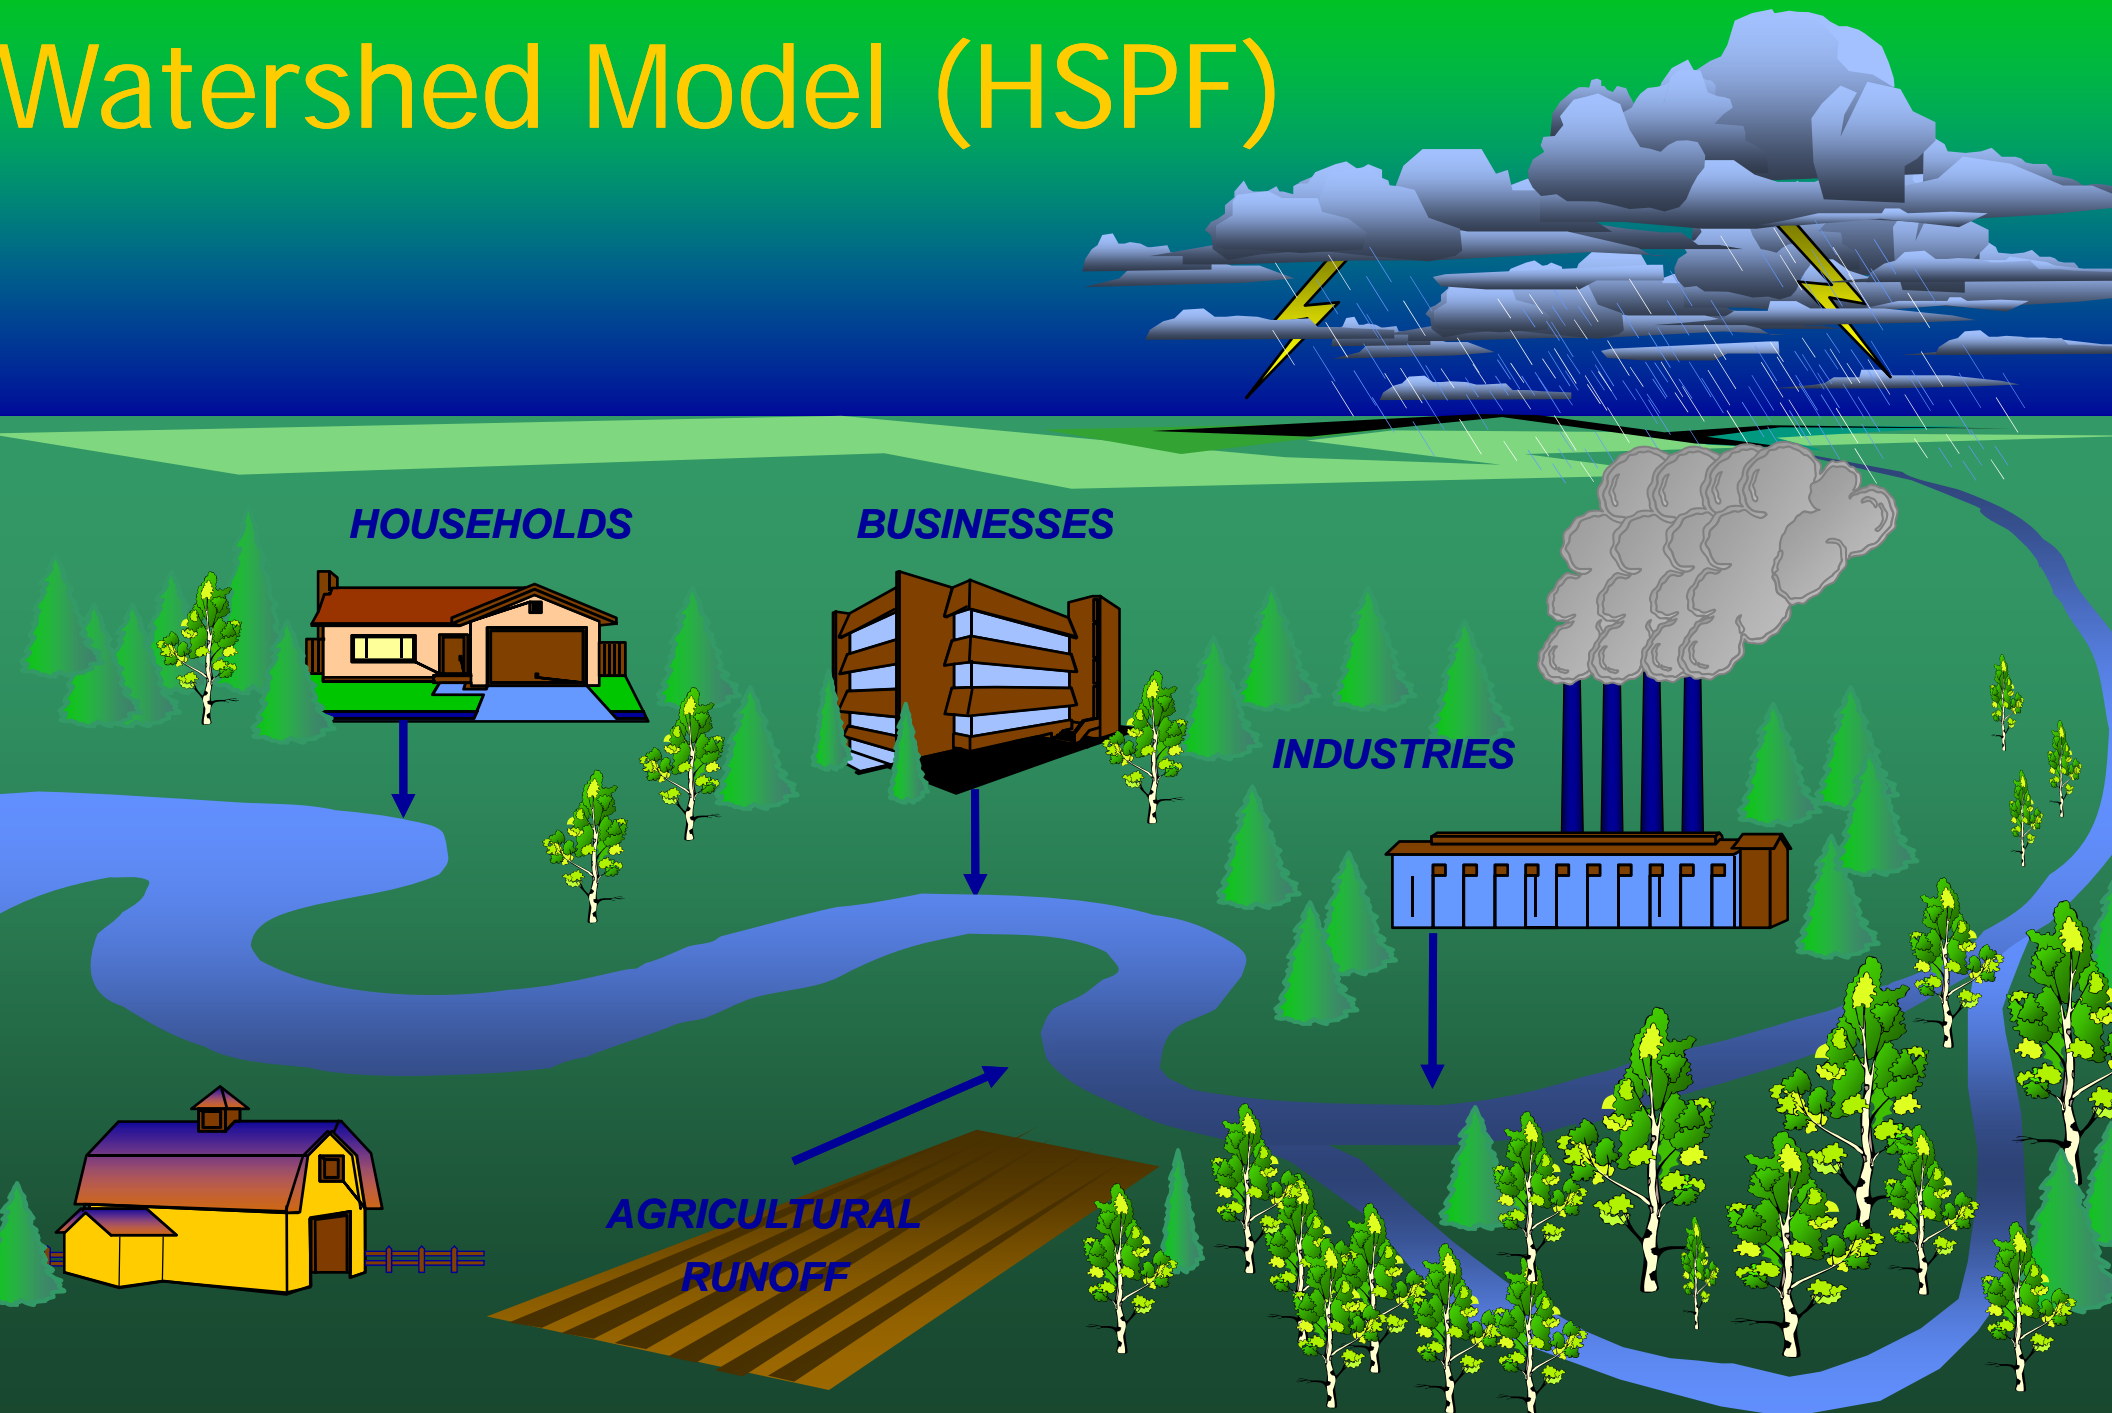 Watershed Model (HSPF)
HOUSEHOLDS
BUSINESSES
INDUSTRIES
AGRICULTURAL
RUNOFF